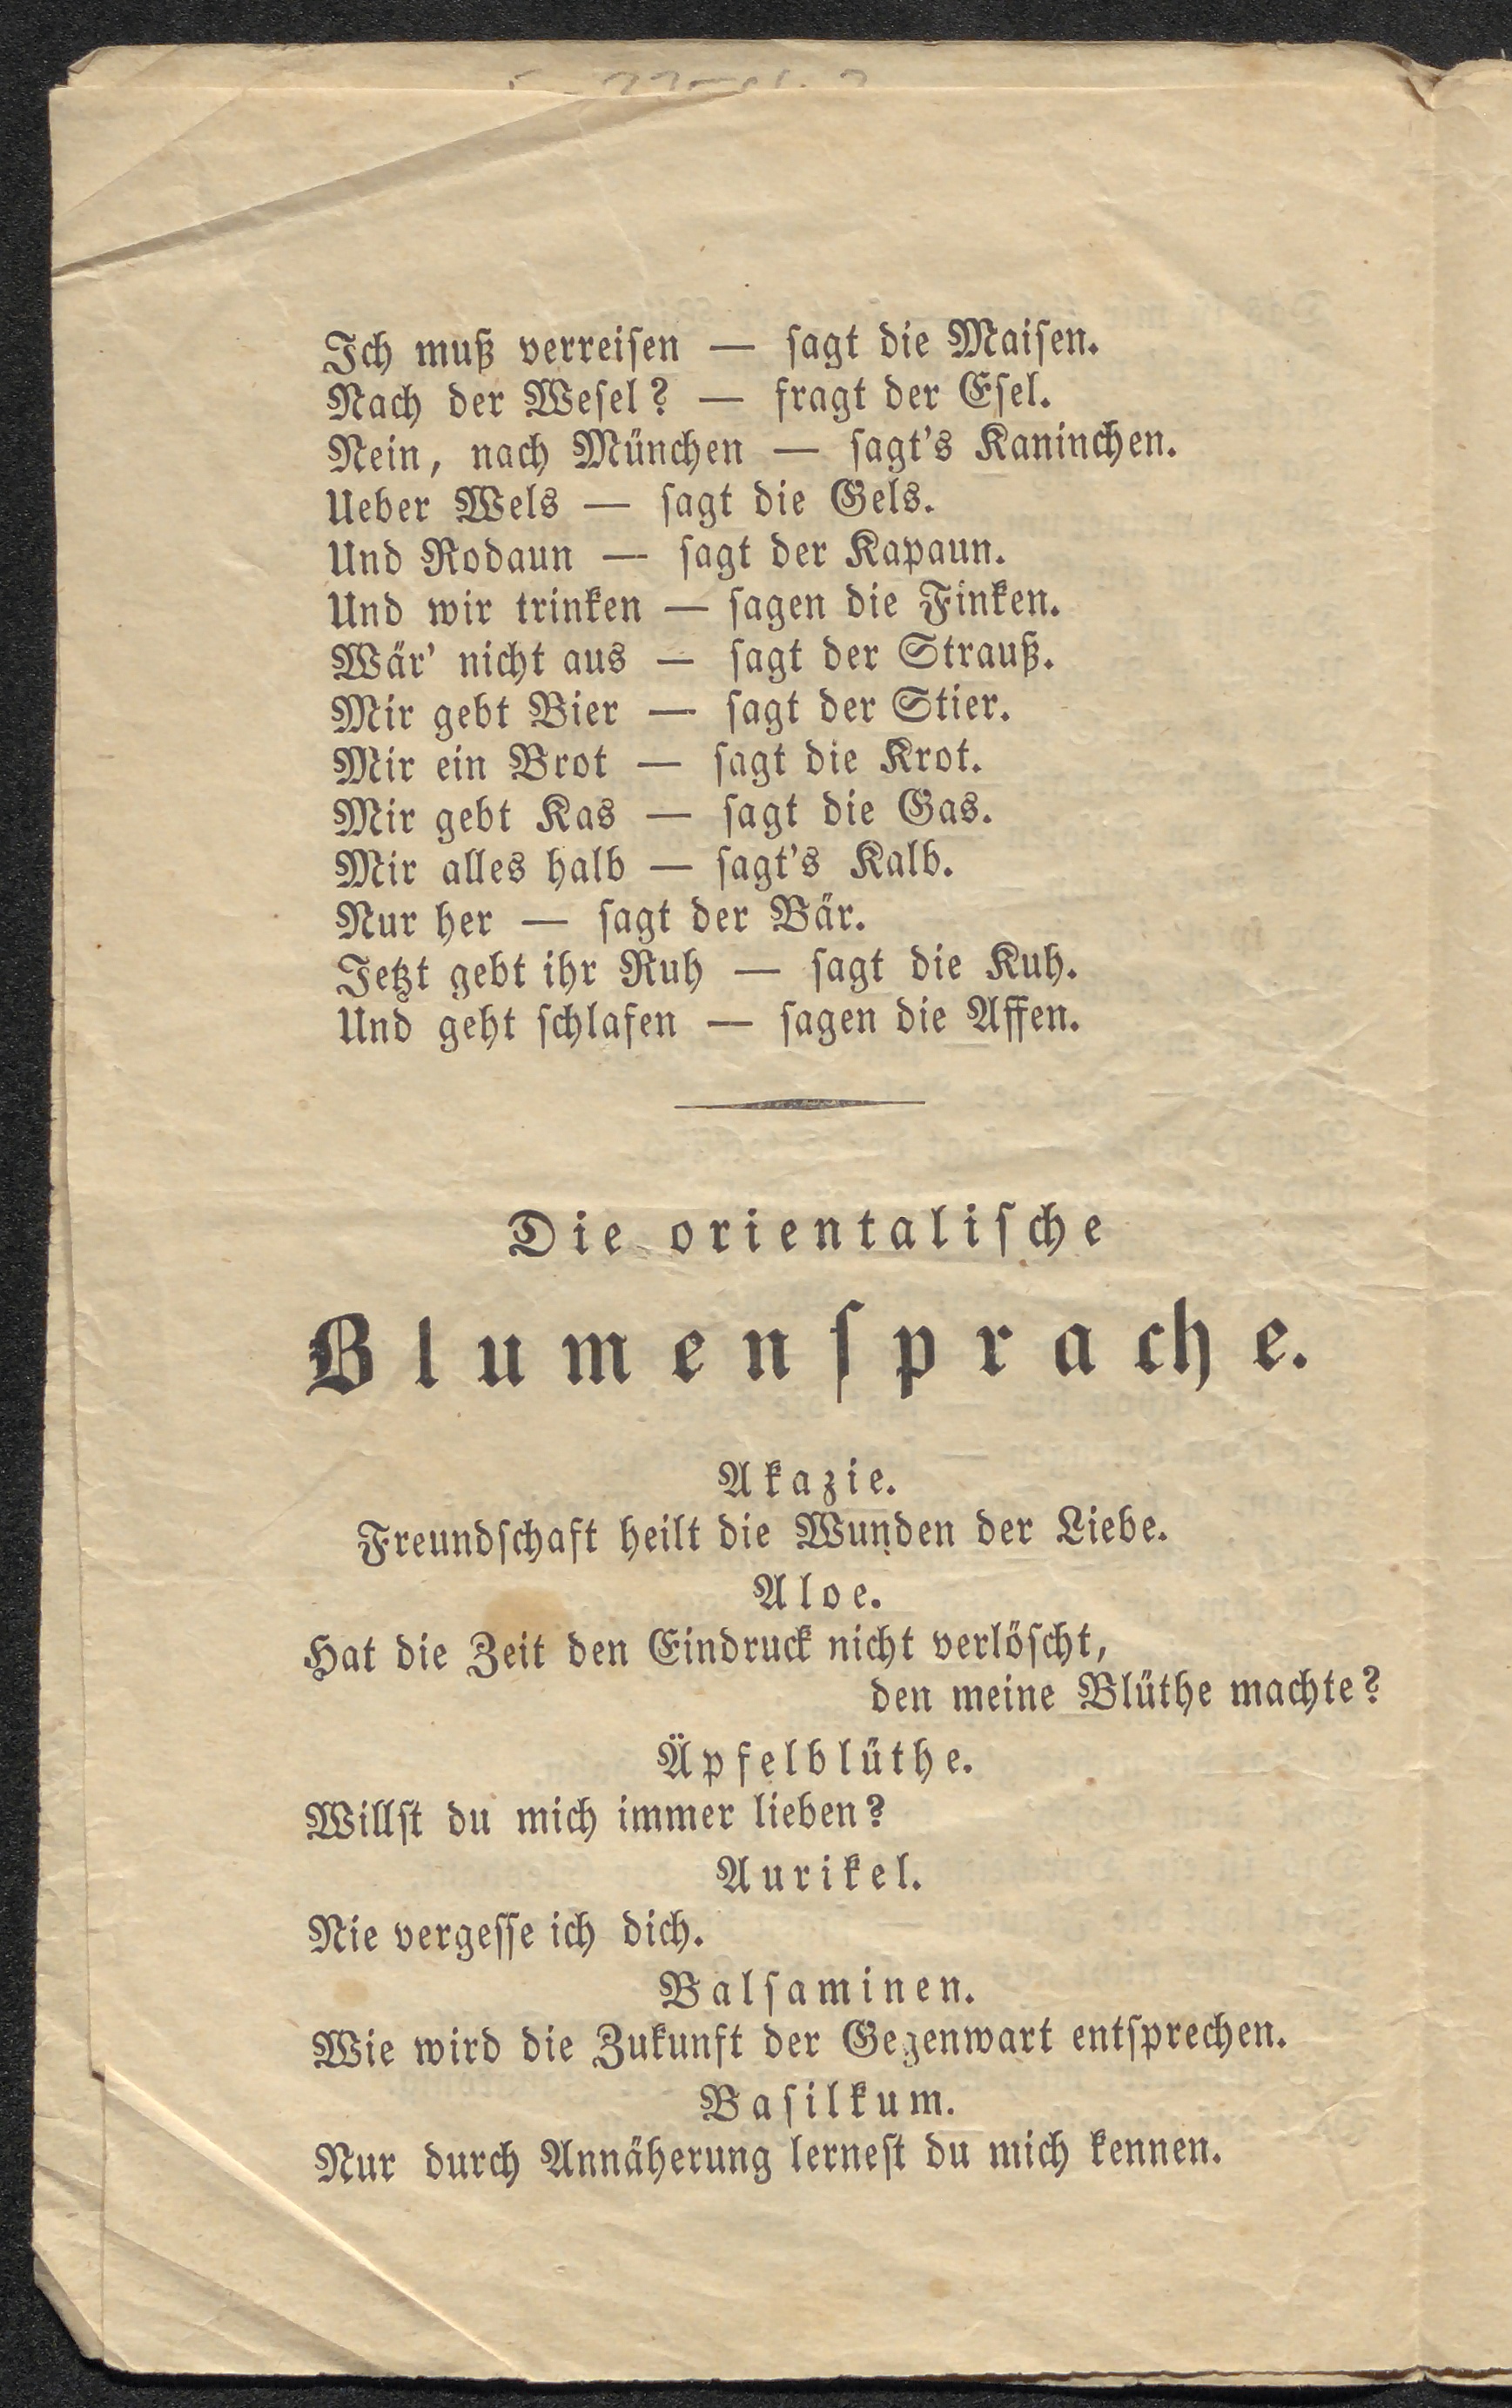 Ich muß verreiſen — ſagt die Maiſen.
Nach der Weſel? — fragt der Eſel.
Nein, nach München — ſagt's Kaninchen.
Ueber Wels — ſagt die Gels.
Und Rodaun — ſagt der Kapaun.
Und wir trinken — ſagen die Finken.
Wär' nicht aus — ſagt der Strauß.
Mir gebt Bier — ſagt der Stier.
Mir ein Brot — ſagt die Krot.
Mir gebt Kas — ſagt die Gas.
Mir alles halb — ſagt's Kalb.
Nur her — ſagt der Bär.
Jetzt gebt ihr Ruh — ſagt die Kuh.
Und geht ſchlafen — ſagen die Affen.
Die orientaliſche
Blumenſprache.
Akazie.
Freundſchaft heilt die Wunden der Liebe.
Aloe.
Hat die Zeit den Eindruck nicht verlöſcht,
den meine Blüthe machte?
Äpfelblüthe.
Willſt du mich immer lieben?
Aurikel.
Nie vergeſſe ich dich.
Balſaminen.
Wie wird die Zukunft der Gegenwart entſprechen.
Baſilkum.
Nur durch Annäherung lerneſt du mich kennen.